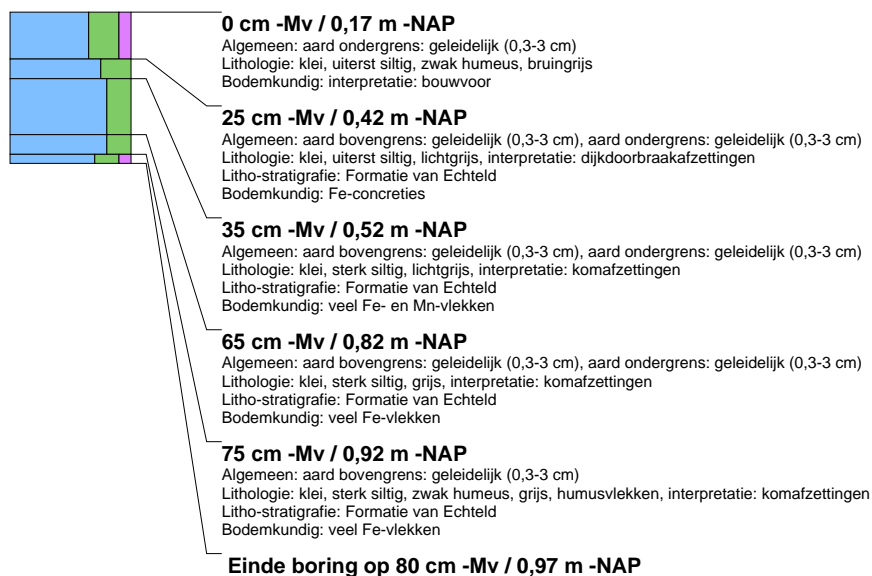 0 cm -Mv / 0,17 m -NAP
Algemeen: aard ondergrens: geleidelijk (0,3-3 cm)
Lithologie: klei, uiterst siltig, zwak humeus, bruingrijs
Bodemkundig: interpretatie: bouwvoor
25 cm -Mv / 0,42 m -NAP
Algemeen: aard bovengrens: geleidelijk (0,3-3 cm), aard ondergrens: geleidelijk (0,3-3 cm)
Lithologie: klei, uiterst siltig, lichtgrijs, interpretatie: dijkdoorbraakafzettingen
Litho-stratigrafie: Formatie van Echteld
Bodemkundig: Fe-concreties
35 cm -Mv / 0,52 m -NAP
Algemeen: aard bovengrens: geleidelijk (0,3-3 cm), aard ondergrens: geleidelijk (0,3-3 cm)
Lithologie: klei, sterk siltig, lichtgrijs, interpretatie: komafzettingen
Litho-stratigrafie: Formatie van Echteld
Bodemkundig: veel Fe- en Mn-vlekken
65 cm -Mv / 0,82 m -NAP
Algemeen: aard bovengrens: geleidelijk (0,3-3 cm), aard ondergrens: geleidelijk (0,3-3 cm)
Lithologie: klei, sterk siltig, grijs, interpretatie: komafzettingen
Litho-stratigrafie: Formatie van Echteld
Bodemkundig: veel Fe-vlekken
75 cm -Mv / 0,92 m -NAP
Algemeen: aard bovengrens: geleidelijk (0,3-3 cm)
Lithologie: klei, sterk siltig, zwak humeus, grijs, humusvlekken, interpretatie: komafzettingen
Litho-stratigrafie: Formatie van Echteld
Bodemkundig: veel Fe-vlekken
Einde boring op 80 cm -Mv / 0,97 m -NAP